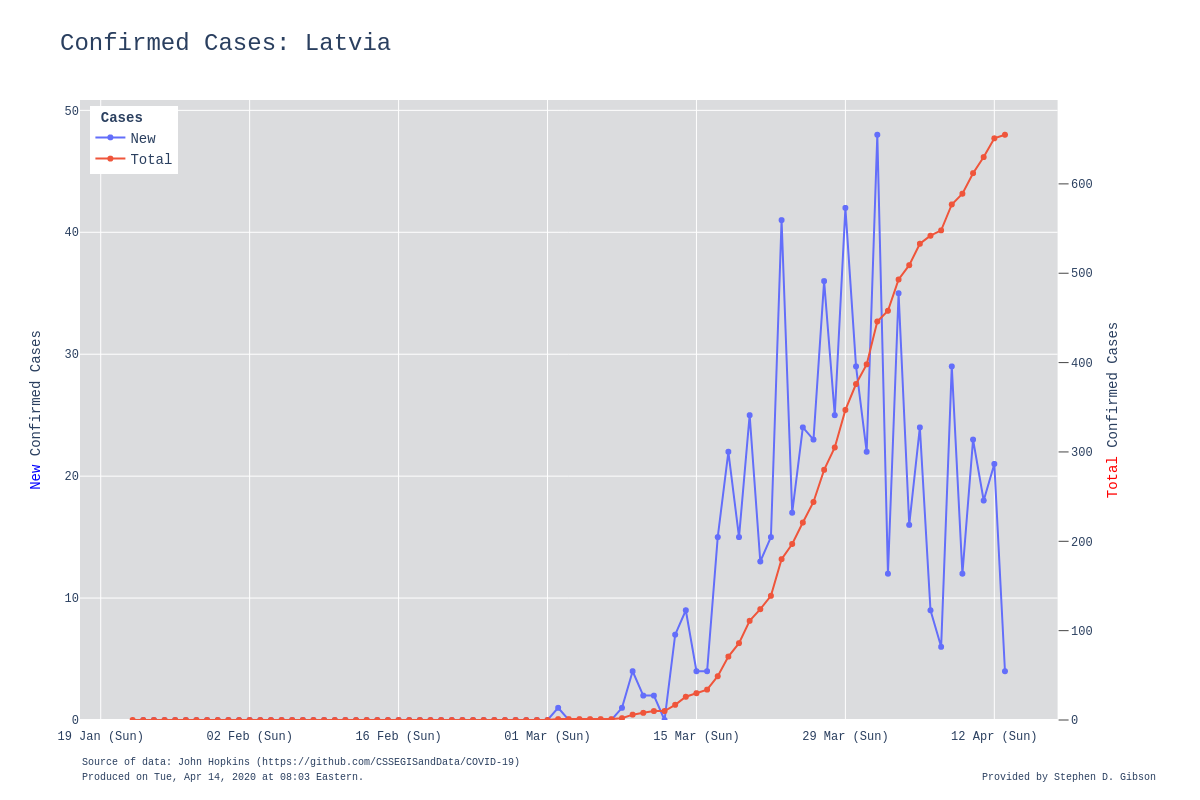 Confirmed Cases: Latvia
Cases
New
Total
50
40
30
20
10
0
600
500
400
300
200
100
0
New Confirmed Cases
Total Confirmed Cases
19 Jan (Sun) 02 Feb (Sun) 16 Feb (Sun) 01 Mar (Sun) 15 Mar (Sun) 29 Mar (Sun) 12 Apr (Sun)
Source of data: John Hopkins (https://github.com/CSSEGISandData/COVID-19)
Produced on Tue, Apr 14, 2020 at 08:03 Eastern.
Provided by Stephen D. Gibson